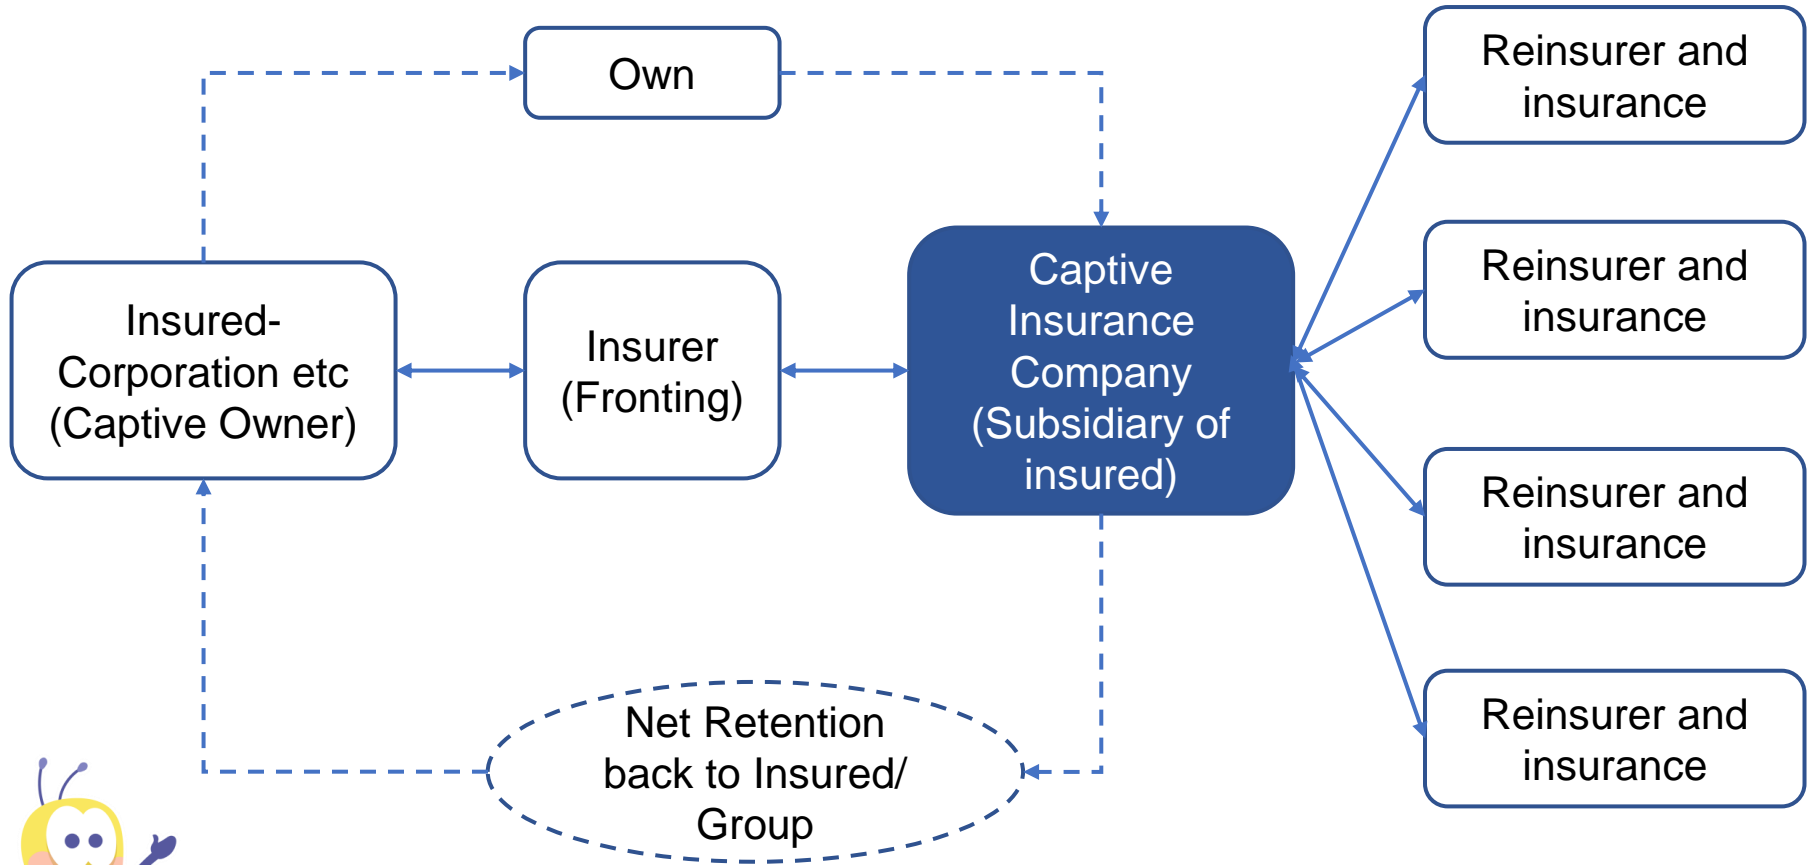 Own
Reinsurer and
insurance
Insured-
Corporation etc
(Captive Owner)
Insurer
(Fronting)
Captive
Insurance
Company
(Subsidiary of
insured)
Reinsurer and
insurance
Reinsurer and
insurance
Net Retention
back to Insured/
Group
Reinsurer and
insurance